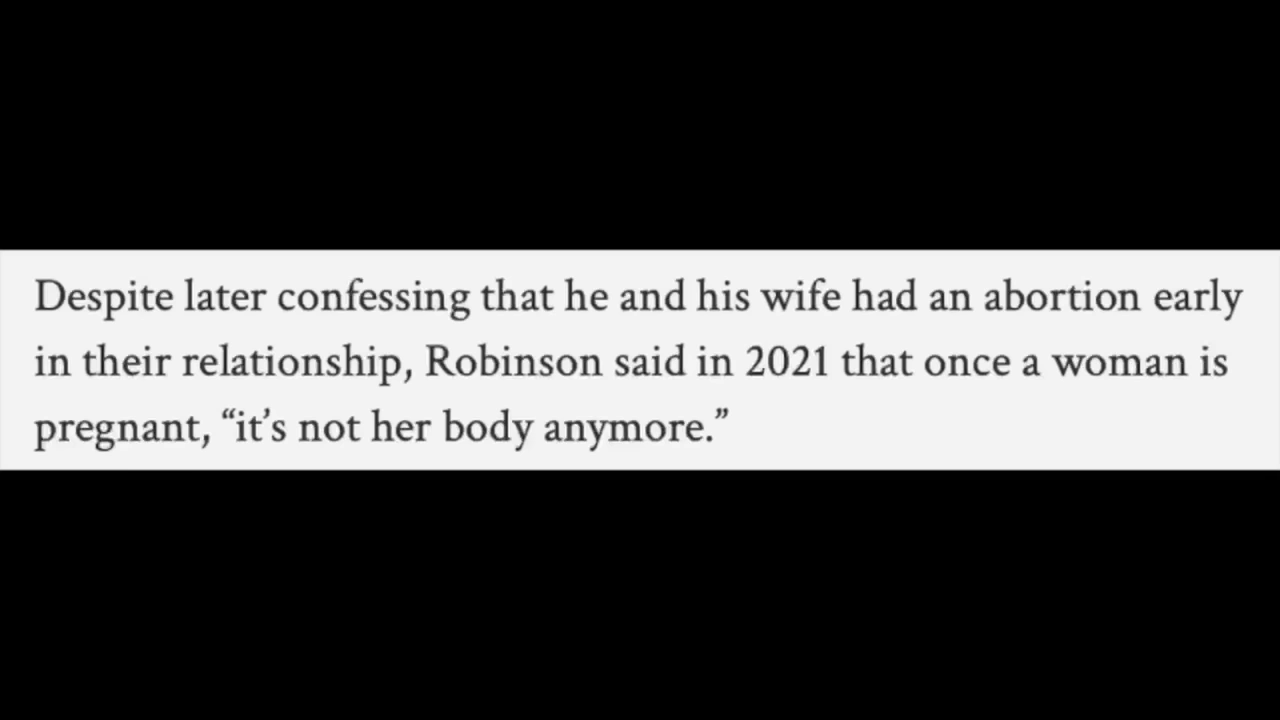 Despite later confessing that he and his wife had an abortion early
in their relationship, Robinson said in 2021 that once a woman is
pregnant, “it’s not her body anymore.”